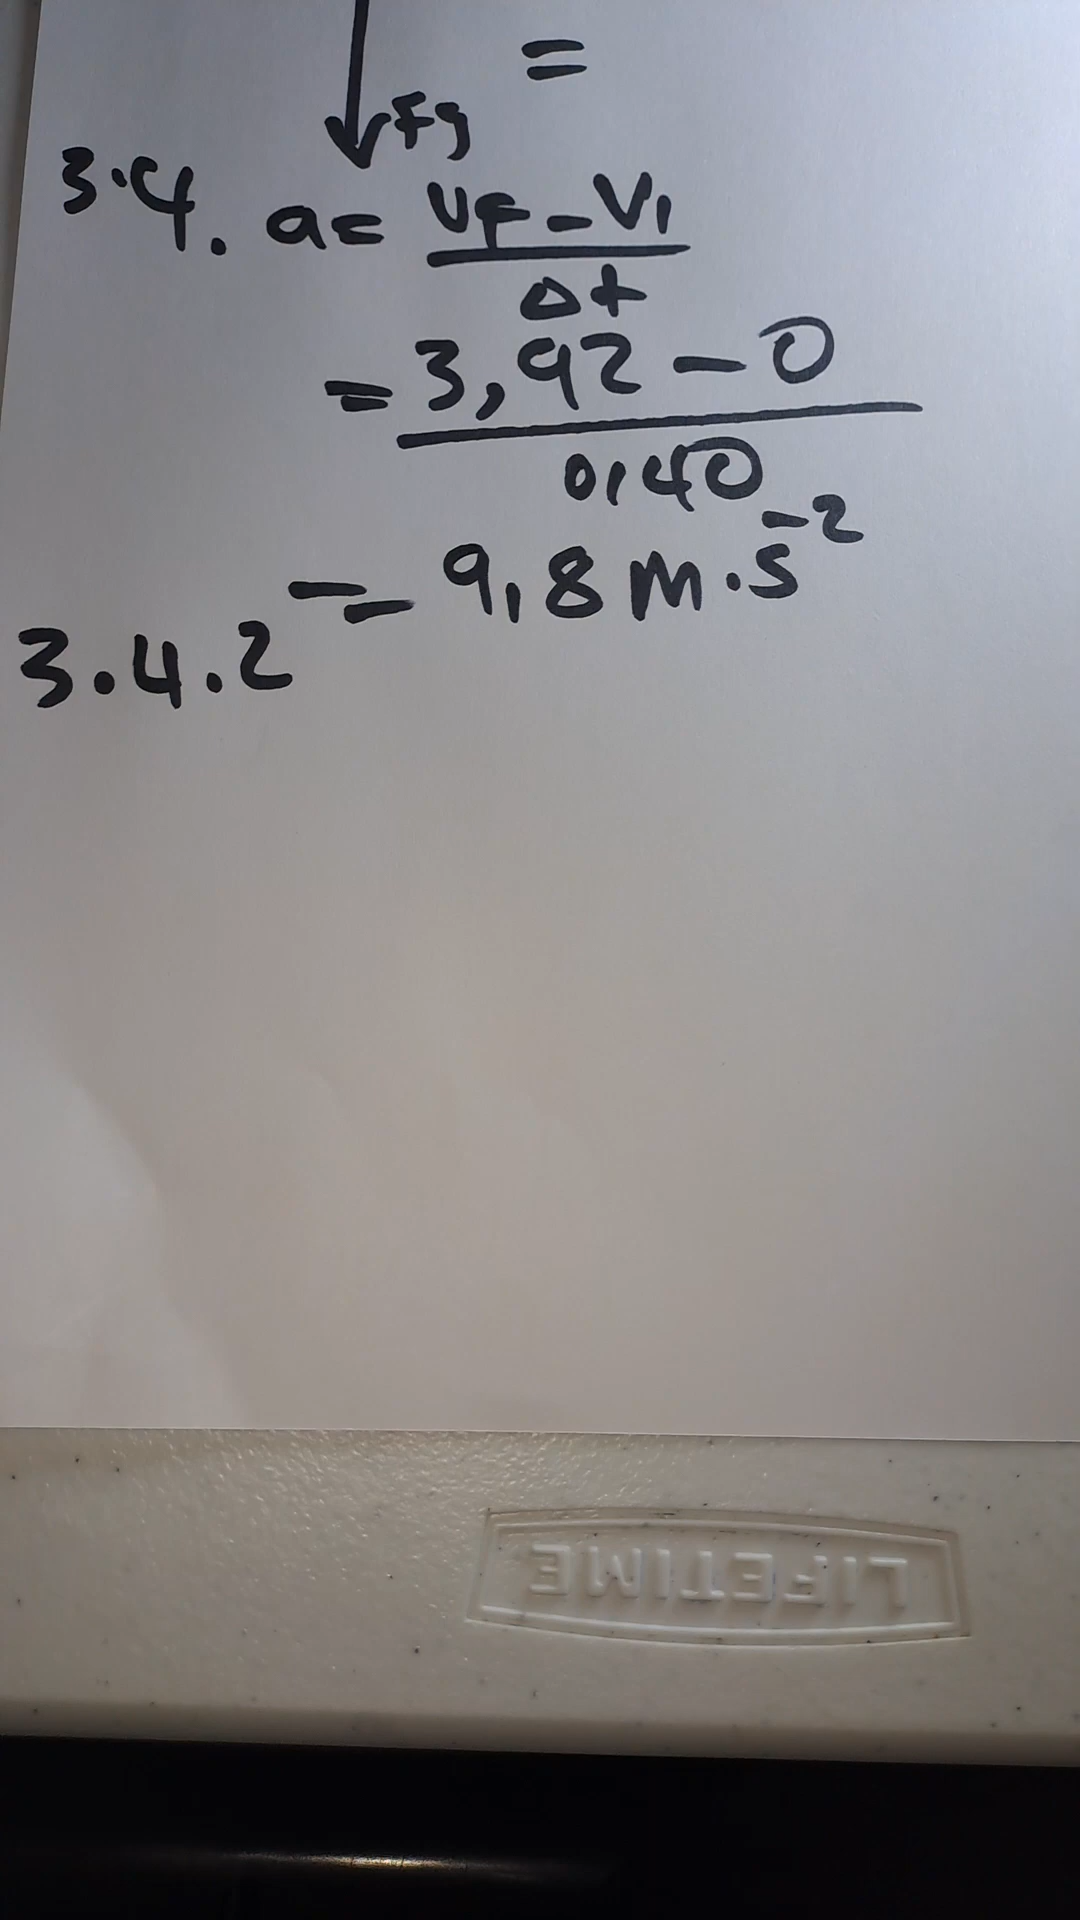 =
Fg
3.4. a= Vf-Vi
Δt
= 3,92-0
0,40
= 9,8 m.s^-2
3.4.2
LIFETIME